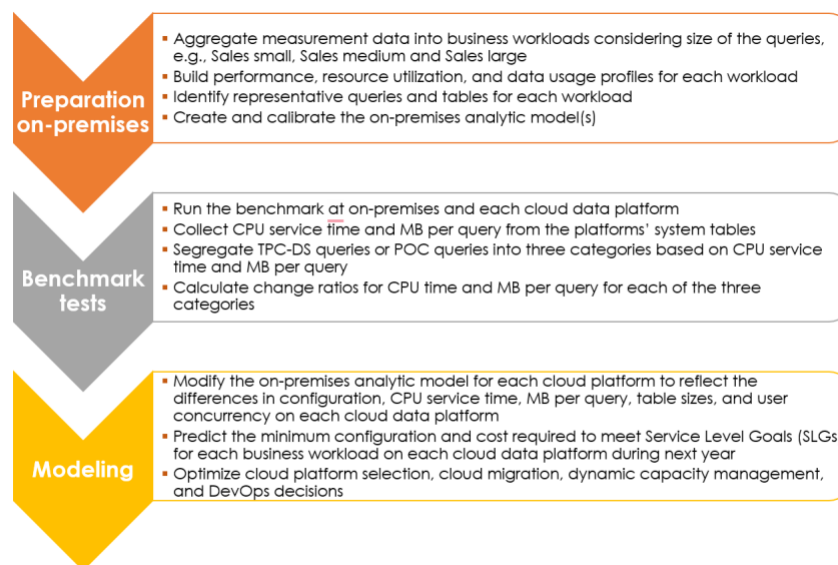 Preparation
on-premises
▪ Aggregate measurement data into business workloads considering size of the queries,
e.g., Sales small, Sales medium and Sales large
▪ Build performance, resource utilization, and data usage profiles for each workload
▪ Identify representative queries and tables for each workload
▪ Create and calibrate the on-premises analytic model(s)
Benchmark
tests
▪ Run the benchmark at on-premises and each cloud data platform
▪ Collect CPU service time and MB per query from the platforms' system tables
▪ Segregate TPC-DS queries or POC queries into three categories based on CPU service
time and MB per query
▪ Calculate change ratios for CPU time and MB per query for each of the three
categories
Modeling
▪ Modify the on-premises analytic model for each cloud platform to reflect the
differences in configuration, CPU service time, MB per query, table sizes, and user
concurrency on each cloud data platform
▪ Predict the minimum configuration and cost required to meet Service Level Goals (SLGs
for each business workload on each cloud data platform during next year
▪ Optimize cloud platform selection, cloud migration, dynamic capacity management,
and DevOps decisions